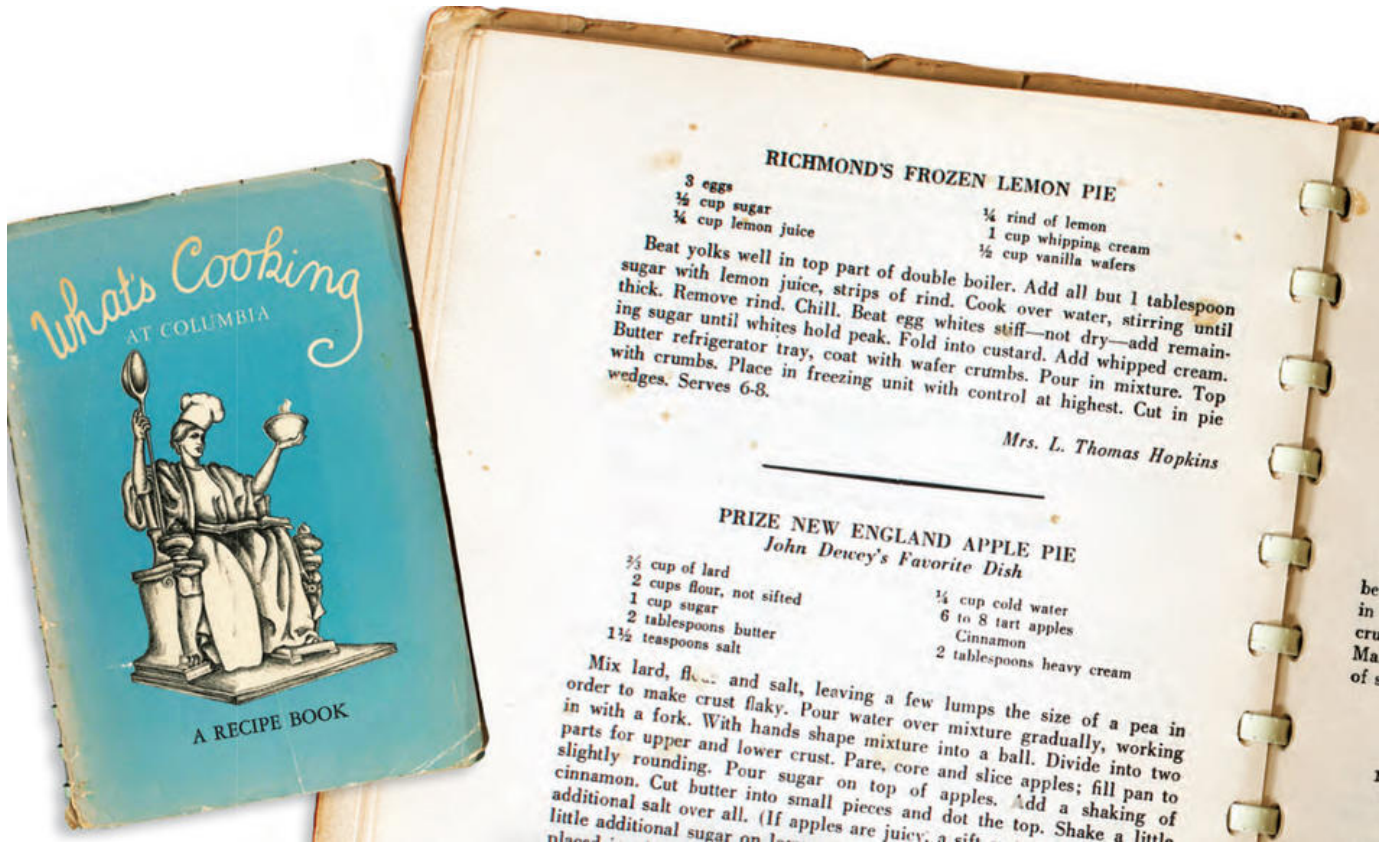 What's Cooking
AT COLUMBIA
A RECIPE BOOK
RICHMOND'S FROZEN LEMON PIE
3 eggs
½ cup sugar
¼ cup lemon juice
¼ rind of lemon
1 cup whipping cream
½ cup vanilla wafers
Beat yolks well in top part of double boiler. Add all but 1 tablespoon
sugar with lemon juice, strips of rind. Cook over water, stirring until
thick. Remove rind. Chill. Beat egg whites stiff—not dry—add remain-
ing sugar until whites hold peak. Fold into custard. Add whipped cream.
Butter refrigerator tray, coat with wafer crumbs. Pour in mixture. Top
with crumbs. Place in freezing unit with control at highest. Cut in pie
wedges. Serves 6-8.
Mrs. L. Thomas Hopkins
PRIZE NEW ENGLAND APPLE PIE
John Dewey's Favorite Dish
⅔ cup of lard
2 cups flour, not sifted
1 cup sugar
2 tablespoons butter
1½ teaspoons salt
¼ cup cold water
6 to 8 tart apples
Cinnamon
2 tablespoons heavy cream
Mix lard, and salt, leaving a few lumps the size of a pea in
order to make crust flaky. Pour water over mixture gradually, working
in with a fork. With hands shape mixture into a ball. Divide into two
parts for upper and lower crust. Pare, core and slice apples; fill pan to
slightly rounding. Pour sugar on top of apples. Add a shaking of
cinnamon. Cut butter into small pieces and dot the top. Shake a little
additional salt over all. (If apples are juicy, a
little additional sugar on
be
in
cru
Ma
of s